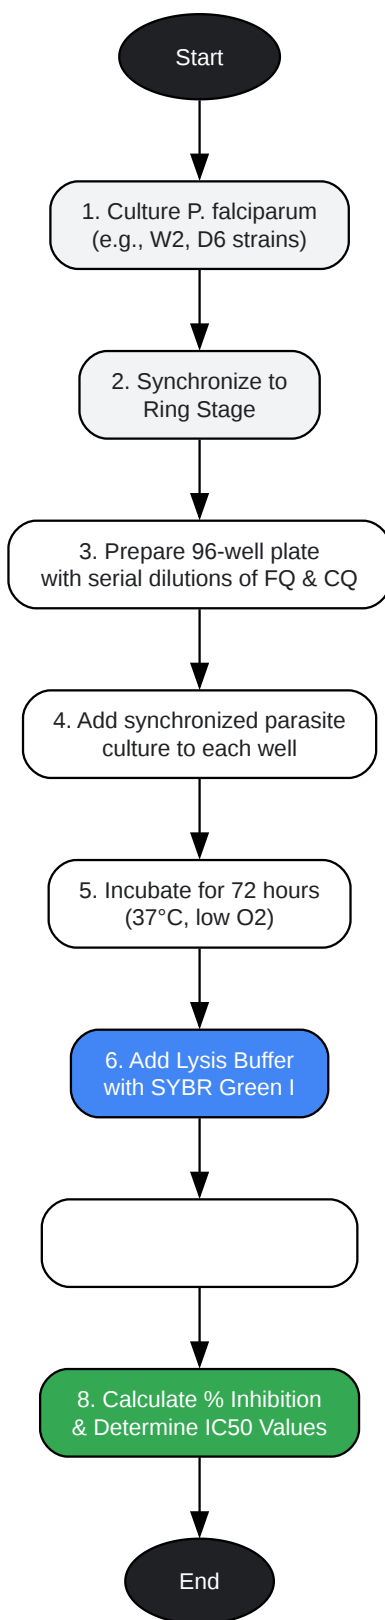 Start
1. Culture P. falciparum
(e.g., W2, D6 strains)
2. Synchronize to
Ring Stage
3. Prepare 96-well plate
with serial dilutions of FQ & CQ
4. Add synchronized parasite
culture to each well
5. Incubate for 72 hours
(37°C, low O2)
6. Add Lysis Buffer
with SYBR Green I
8. Calculate % Inhibition
& Determine IC50 Values
End